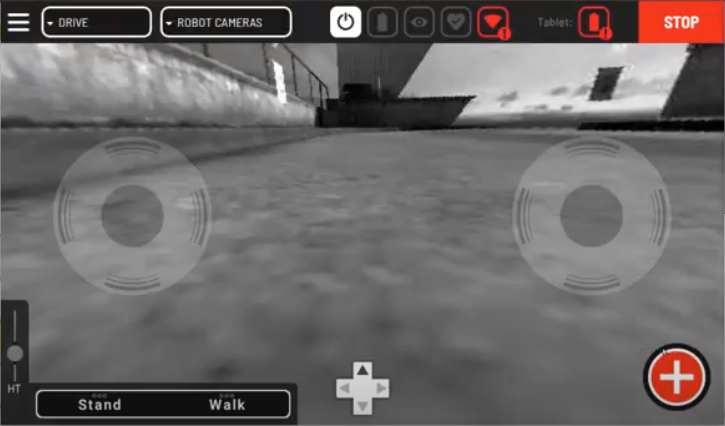 DRIVE
ROBOT CAMERAS
Tablet:
STOP
HT
Stand
Walk